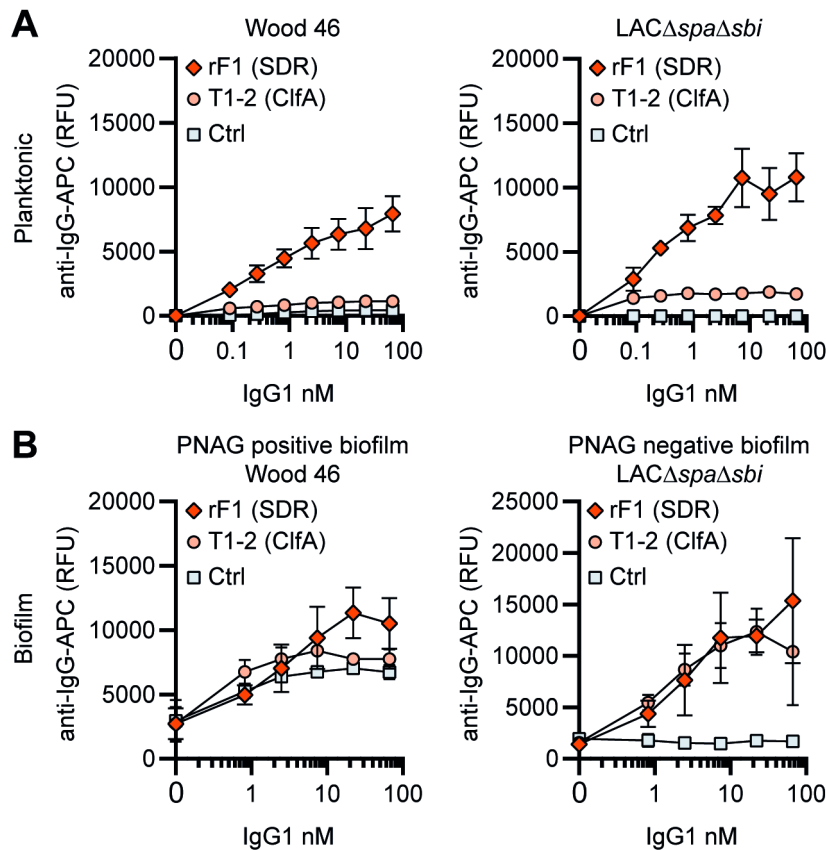 A
Wood 46
LACΔspaΔsbi
Planktonic
anti-IgG-APC (RFU)
20000
15000
10000
5000
0
rF1 (SDR)
T1-2 (ClfA)
Ctrl
0 0.1 1 10 100
IgG1 nM
anti-IgG-APC (RFU)
20000
15000
10000
5000
0
rF1 (SDR)
T1-2 (ClfA)
Ctrl
0 0.1 1 10 100
IgG1 nM
B
PNAG positive biofilm
Wood 46
PNAG negative biofilm
LACΔspaΔsbi
Biofilm
anti-IgG-APC (RFU)
20000
15000
10000
5000
0
rF1 (SDR)
T1-2 (ClfA)
Ctrl
0 1 10 100
IgG1 nM
anti-IgG-APC (RFU)
25000
20000
15000
10000
5000
0
rF1 (SDR)
T1-2 (ClfA)
Ctrl
0 1 10 100
IgG1 nM